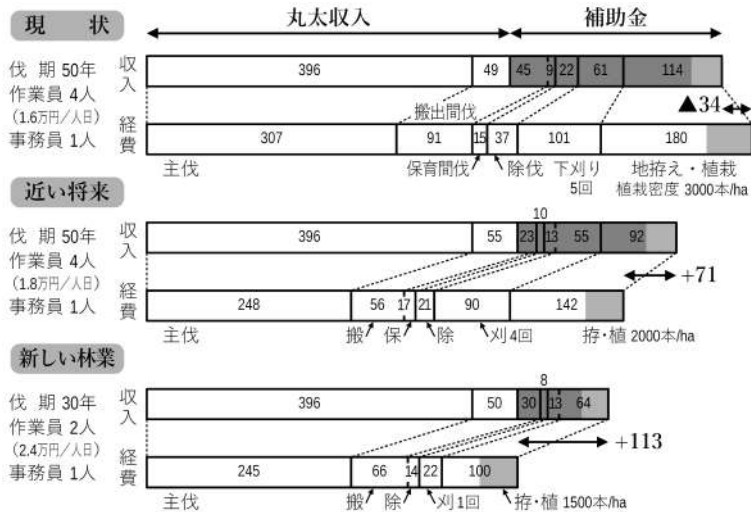 丸太収入 補助金
現 状
伐 期 50年
作業員 4人
（1.6万円/人日）
事務員 1人
収入
396 49 45 9 22 61 114
搬出間伐
▲34
経費
307 91 15 37 101 180
主伐 保育間伐 除伐 下刈り 5回 地拵え・植栽
植栽密度 3000本/ha
近い将来
伐 期 50年
作業員 4人
（1.8万円/人日）
事務員 1人
収入
10
396 55 23 13 55 92
+71
経費
248 56 17 21 90 142
主伐 搬 保 除 刈 4回 拵・植 2000本/ha
新しい林業
伐 期 30年
作業員 2人
（2.4万円/人日）
事務員 1人
収入
8
396 50 30 13 64
+113
経費
245 66 14 22 100
主伐 搬 除 刈 1回 拵・植 1500本/ha